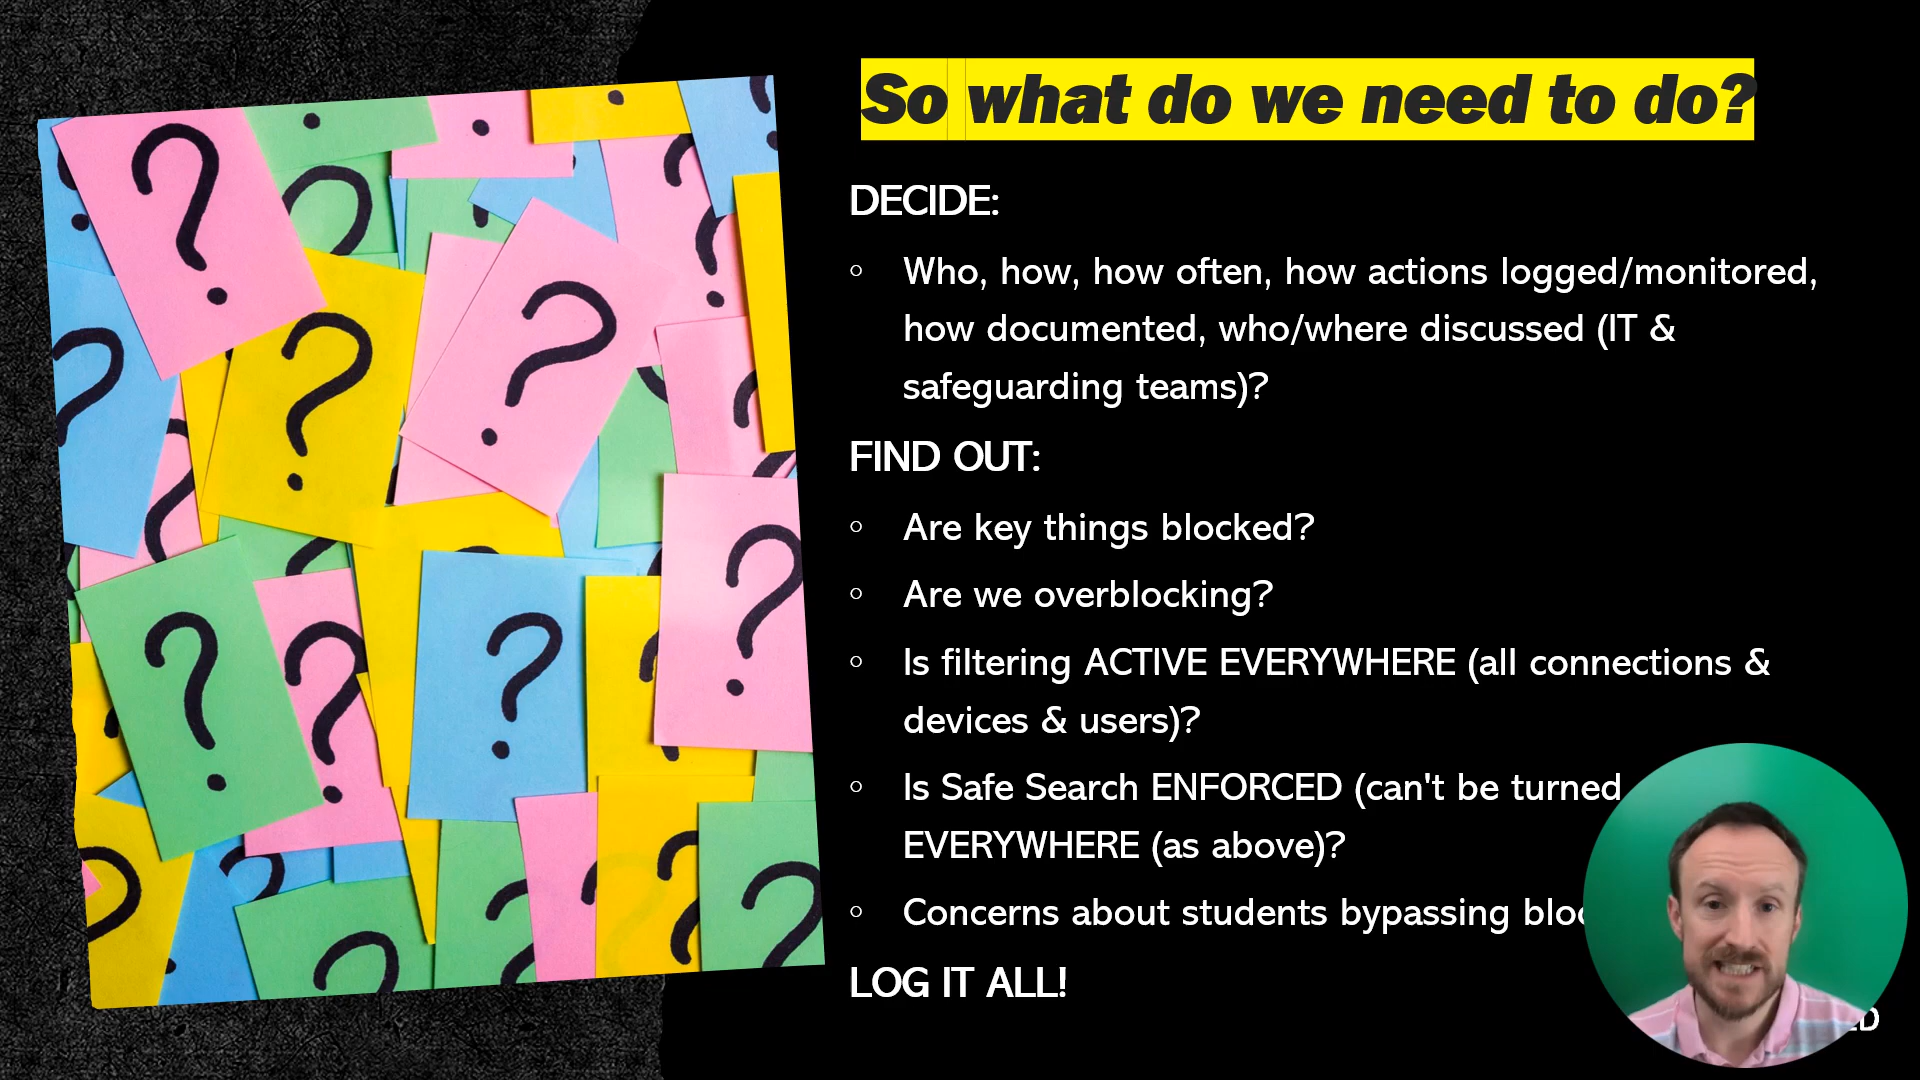 So what do we need to do?
DECIDE:
Who, how, how often, how actions logged/monitored,
how documented, who/where discussed (IT &
safeguarding teams)?
FIND OUT:
Are key things blocked?
Are we overblocking?
Is filtering ACTIVE EVERYWHERE (all connections &
devices & users)?
Is Safe Search ENFORCED (can't be turned
EVERYWHERE (as above)?
Concerns about students bypassing
LOG IT ALL!